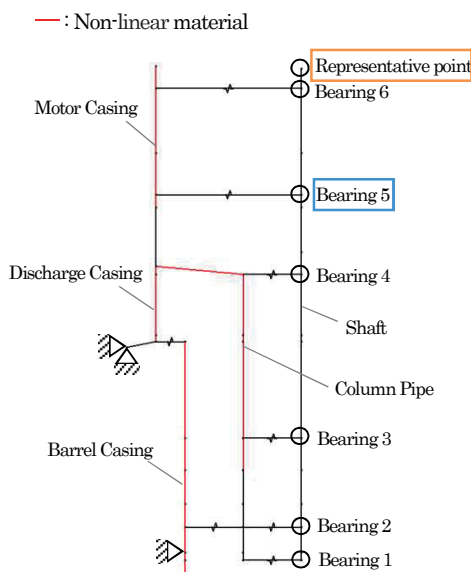 : Non-linear material
Representative point
Bearing 6
Motor Casing
Bearing 5
Discharge Casing
Bearing 4
Shaft
Column Pipe
Bearing 3
Barrel Casing
Bearing 2
Bearing 1